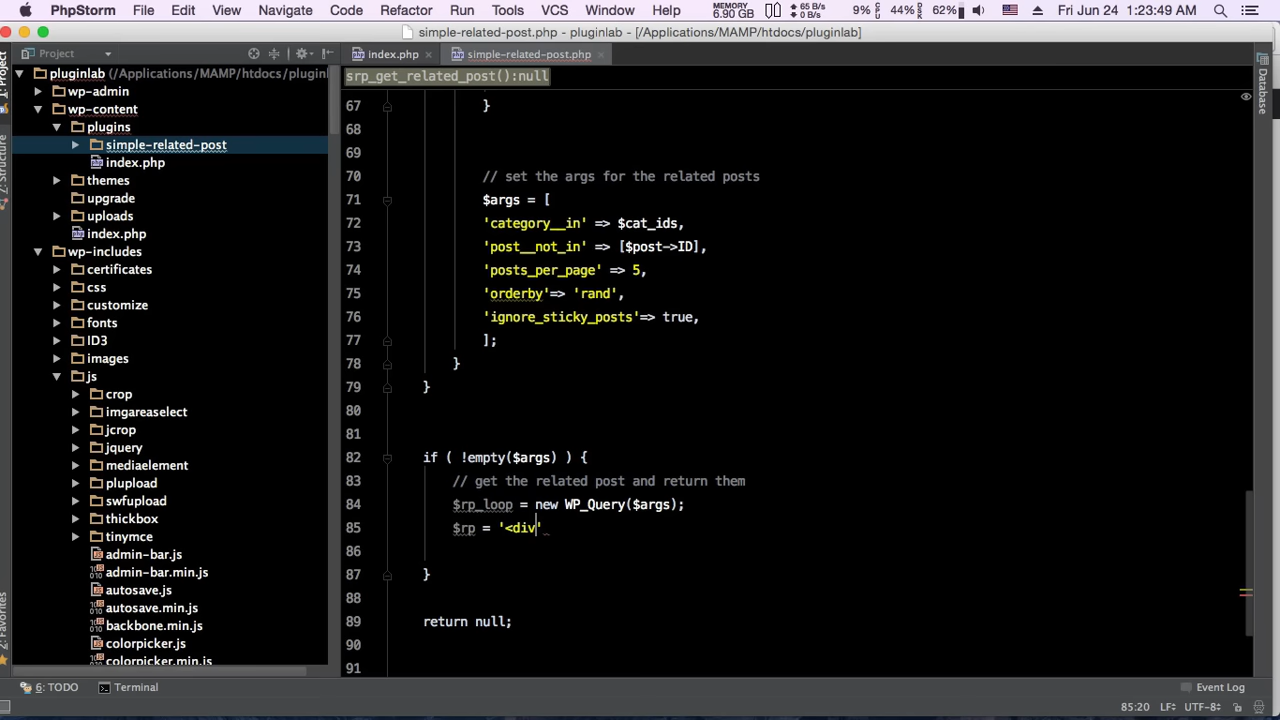 PhpStorm File Edit View Navigate Code Refactor Run Tools VCS Window Help MEMORY 6.90 GB 65 B/s 0 B/s 9% 44% 62% Fri Jun 24 1:23:49 AM
simple-related-post.php - pluginlab - [/Applications/MAMP/htdocs/pluginlab]
Project
index.php
simple-related-post.php
1: Project
Z: Structure
2: Favorites
Database
pluginlab (/Applications/MAMP/htdocs/plugin
wp-admin
wp-content
plugins
simple-related-post
index.php
themes
upgrade
uploads
index.php
wp-includes
certificates
css
customize
fonts
ID3
images
js
crop
imgareaselect
jcrop
jquery
mediaelement
plupload
swfupload
thickbox
tinymce
admin-bar.js
admin-bar.min.js
autosave.js
autosave.min.js
backbone.min.js
colorpicker.js
colorpicker.min.js
srp_get_related_post():null
67 }
68
69
70 // set the args for the related posts
71 $args = [
72 'category__in' => $cat_ids,
73 'post__not_in' => [$post->ID],
74 'posts_per_page' => 5,
75 'orderby'=> 'rand',
76 'ignore_sticky_posts'=> true,
77 ];
78 }
79 }
80
81
82 if ( !empty($args) ) {
83 // get the related post and return them
84 $rp_loop = new WP_Query($args);
85 $rp = '<div'
86
87 }
88
89 return null;
90
91
6: TODO Terminal Event Log
85:20 LF: UTF-8: